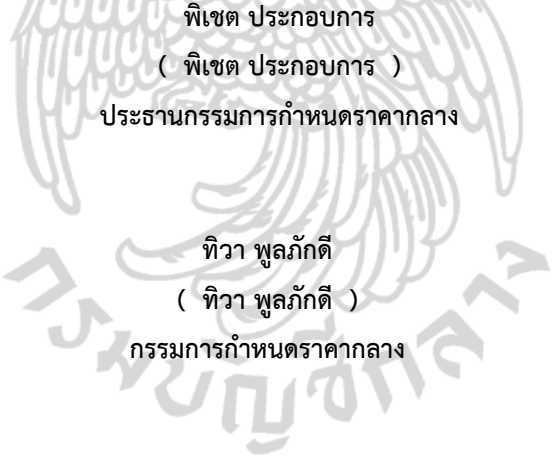 พิเชต ประกอบการ
( พิเชต ประกอบการ )
ประธานกรรมการกำหนดราคากลาง
ทิวา พูลภักดี
( ทิวา พูลภักดี )
กรรมการกำหนดราคากลาง
กรมบัญชีกลาง